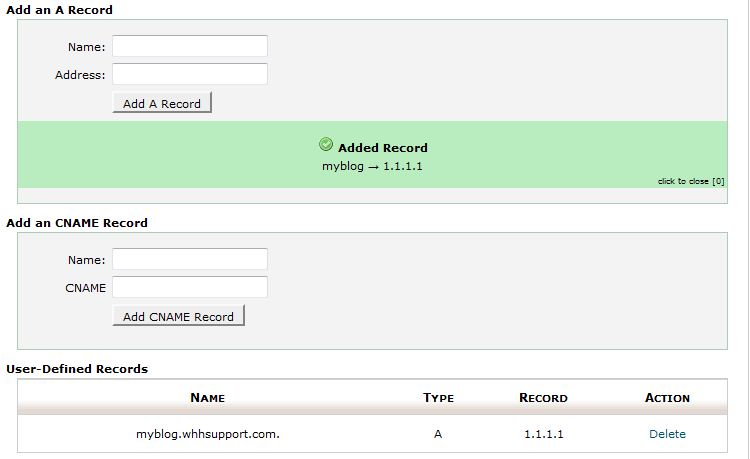 Add an A Record
Name:
Address:
Add A Record
Added Record
myblog → 1.1.1.1
click to close [0]
Add an CNAME Record
Name:
CNAME
Add CNAME Record
User-Defined Records
NAME TYPE RECORD ACTION
myblog.whhsupport.com. A 1.1.1.1 Delete